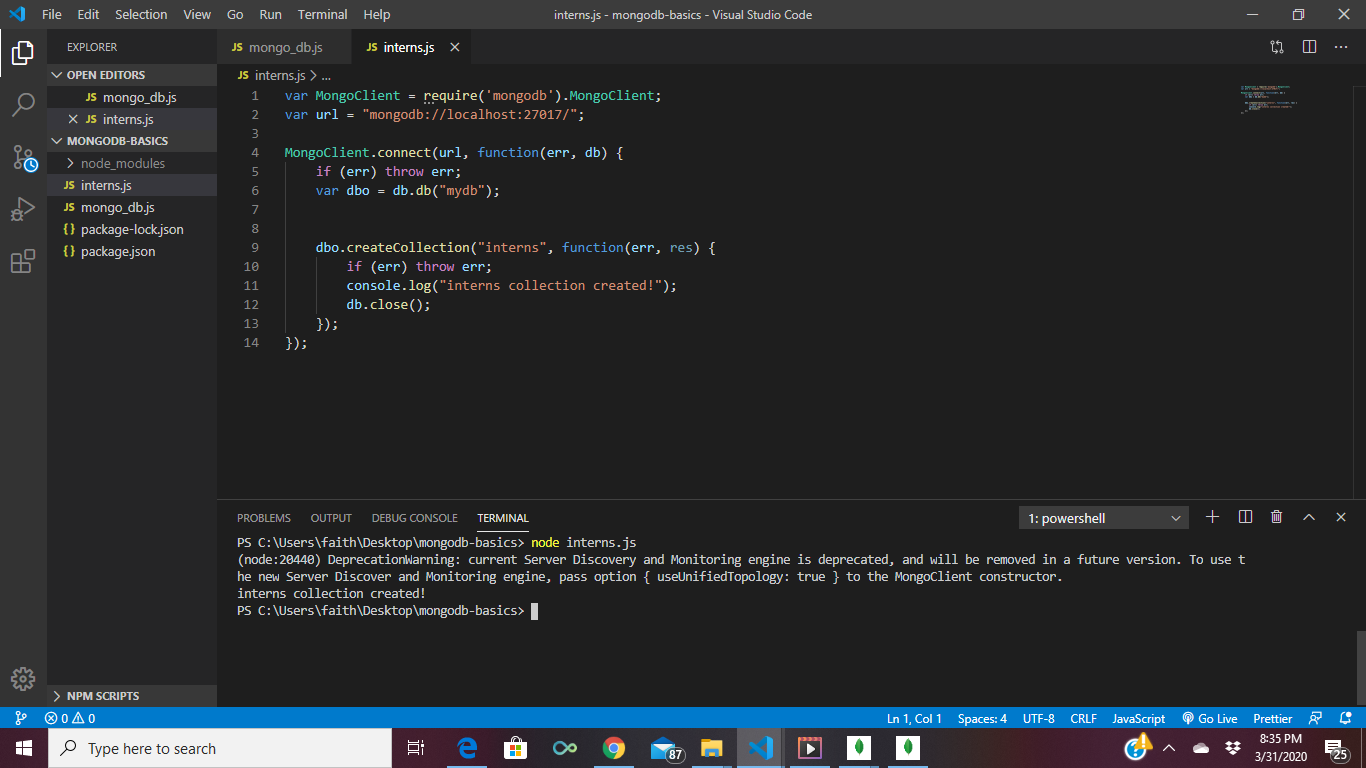 File Edit Selection View Go Run Terminal Help interns.js - mongodb-basics - Visual Studio Code
EXPLORER
OPEN EDITORS
JS mongo_db.js
JS interns.js
MONGODB-BASICS
node_modules
JS interns.js
JS mongo_db.js
{} package-lock.json
{} package.json
NPM SCRIPTS
JS mongo_db.js JS interns.js
JS interns.js > ...
1 var MongoClient = require('mongodb').MongoClient;
2 var url = "mongodb://localhost:27017/";
3
4 MongoClient.connect(url, function(err, db) {
5 if (err) throw err;
6 var dbo = db.db("mydb");
7
8
9 dbo.createCollection("interns", function(err, res) {
10 if (err) throw err;
11 console.log("interns collection created!");
12 db.close();
13 });
14 });
PROBLEMS OUTPUT DEBUG CONSOLE TERMINAL 1: powershell
PS C:\Users\faith\Desktop\mongodb-basics> node interns.js
(node:20440) DeprecationWarning: current Server Discovery and Monitoring engine is deprecated, and will be removed in a future version. To use t
he new Server Discover and Monitoring engine, pass option { useUnifiedTopology: true } to the MongoClient constructor.
interns collection created!
PS C:\Users\faith\Desktop\mongodb-basics>
0 0 Ln 1, Col 1 Spaces: 4 UTF-8 CRLF JavaScript Go Live Prettier
Type here to search 87 8:35 PM
3/31/2020 25